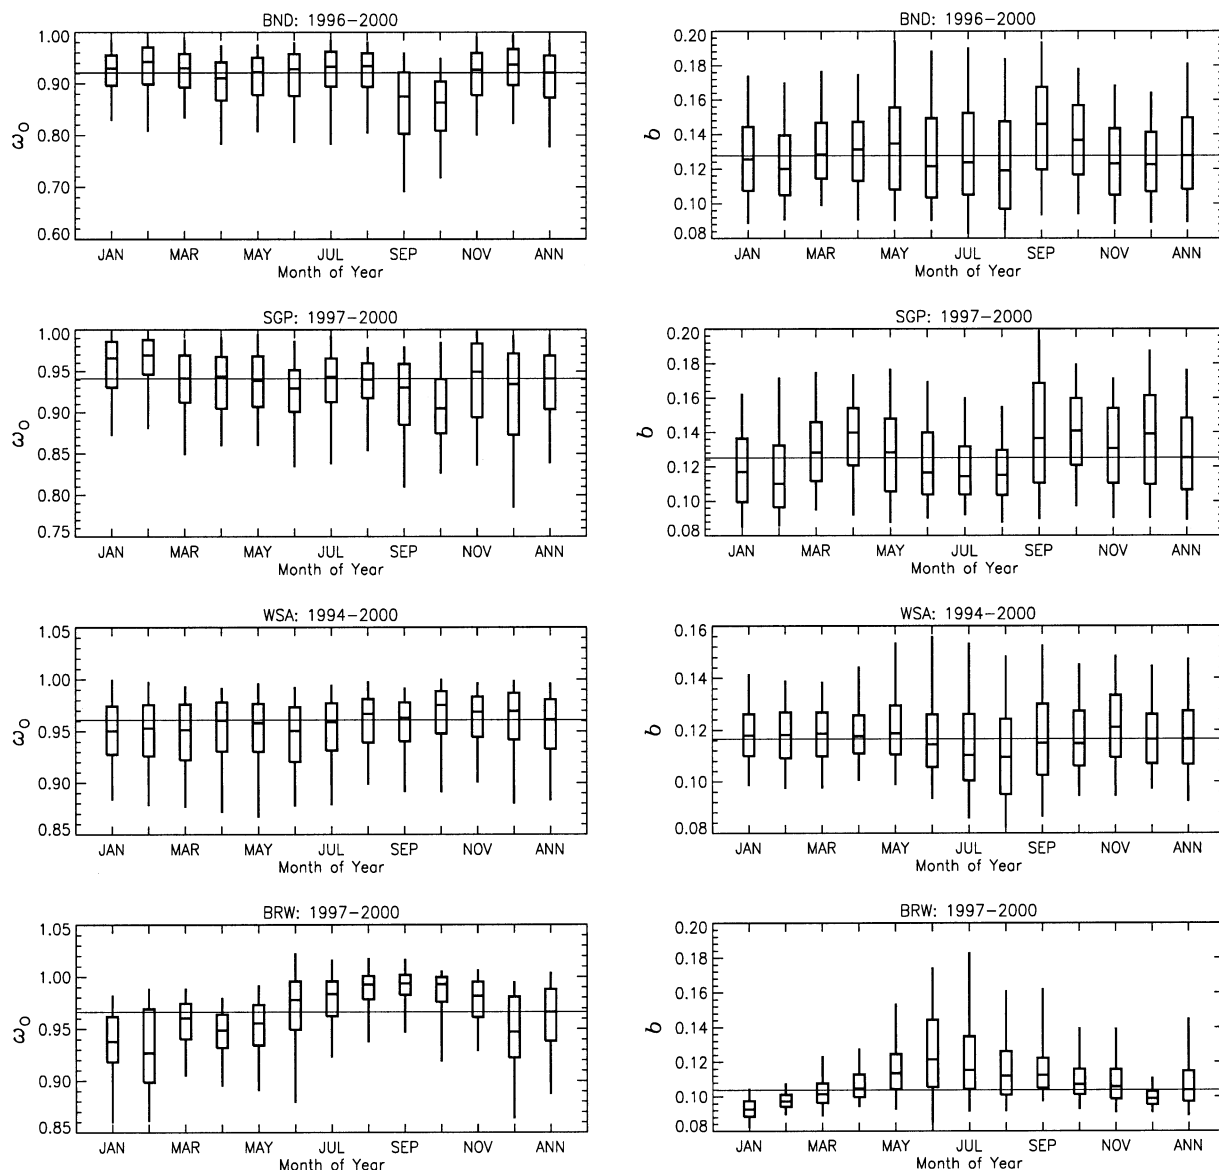 BND: 1996–2000
1.00
0.90
0.80
0.70
0.60
ω₀
JAN MAR MAY JUL SEP NOV ANN
Month of Year
BND: 1996–2000
0.20
0.18
0.16
0.14
0.12
0.10
0.08
b
JAN MAR MAY JUL SEP NOV ANN
Month of Year
SGP: 1997–2000
1.00
0.95
0.90
0.85
0.80
0.75
ω₀
JAN MAR MAY JUL SEP NOV ANN
Month of Year
SGP: 1997–2000
0.20
0.18
0.16
0.14
0.12
0.10
0.08
b
JAN MAR MAY JUL SEP NOV ANN
Month of Year
WSA: 1994–2000
1.05
1.00
0.95
0.90
0.85
ω₀
JAN MAR MAY JUL SEP NOV ANN
Month of Year
WSA: 1994–2000
0.16
0.14
0.12
0.10
0.08
b
JAN MAR MAY JUL SEP NOV ANN
Month of Year
BRW: 1997–2000
1.05
1.00
0.95
0.90
0.85
ω₀
JAN MAR MAY JUL SEP NOV ANN
Month of Year
BRW: 1997–2000
0.20
0.18
0.16
0.14
0.12
0.10
0.08
b
JAN MAR MAY JUL SEP NOV ANN
Month of Year